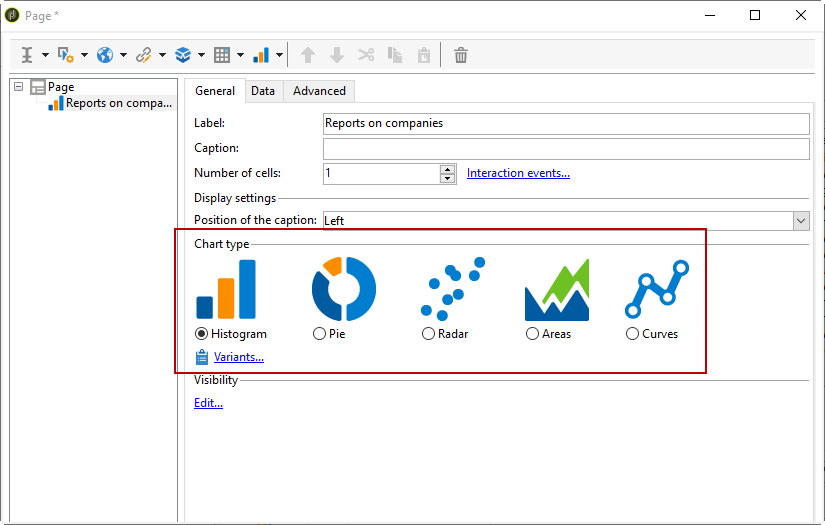 Page *
Page
Reports on compa...
General Data Advanced
Label: Reports on companies
Caption:
Number of cells: 1 Interaction events...
Display settings
Position of the caption: Left
Chart type
Histogram Pie Radar Areas Curves
Variants...
Visibility
Edit...